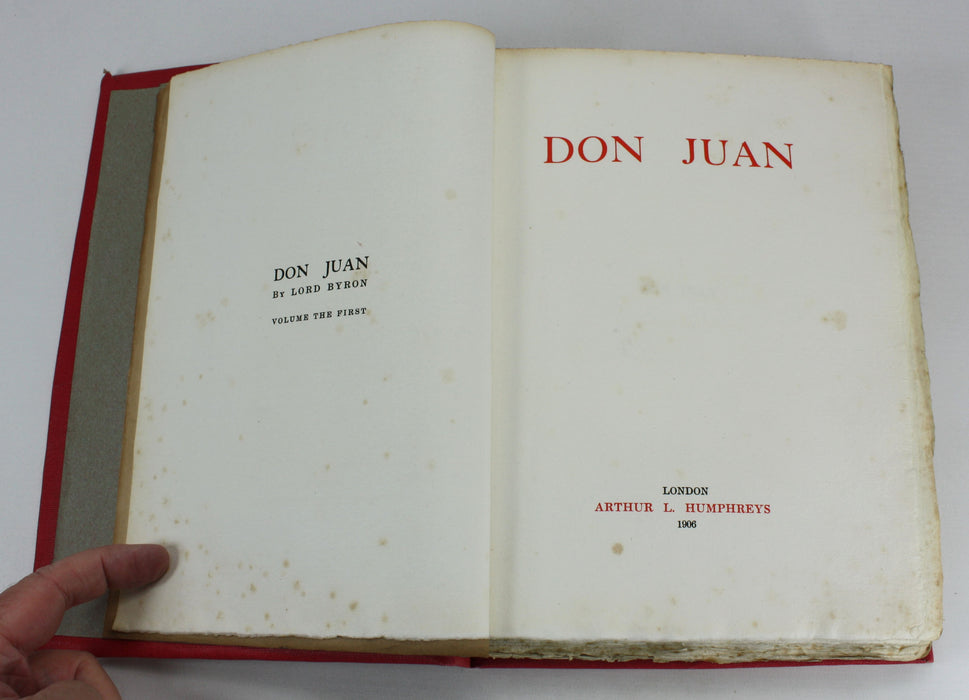 DON JUAN
By LORD BYRON
VOLUME THE FIRST
DON JUAN
LONDON
ARTHUR L. HUMPHREYS
1906